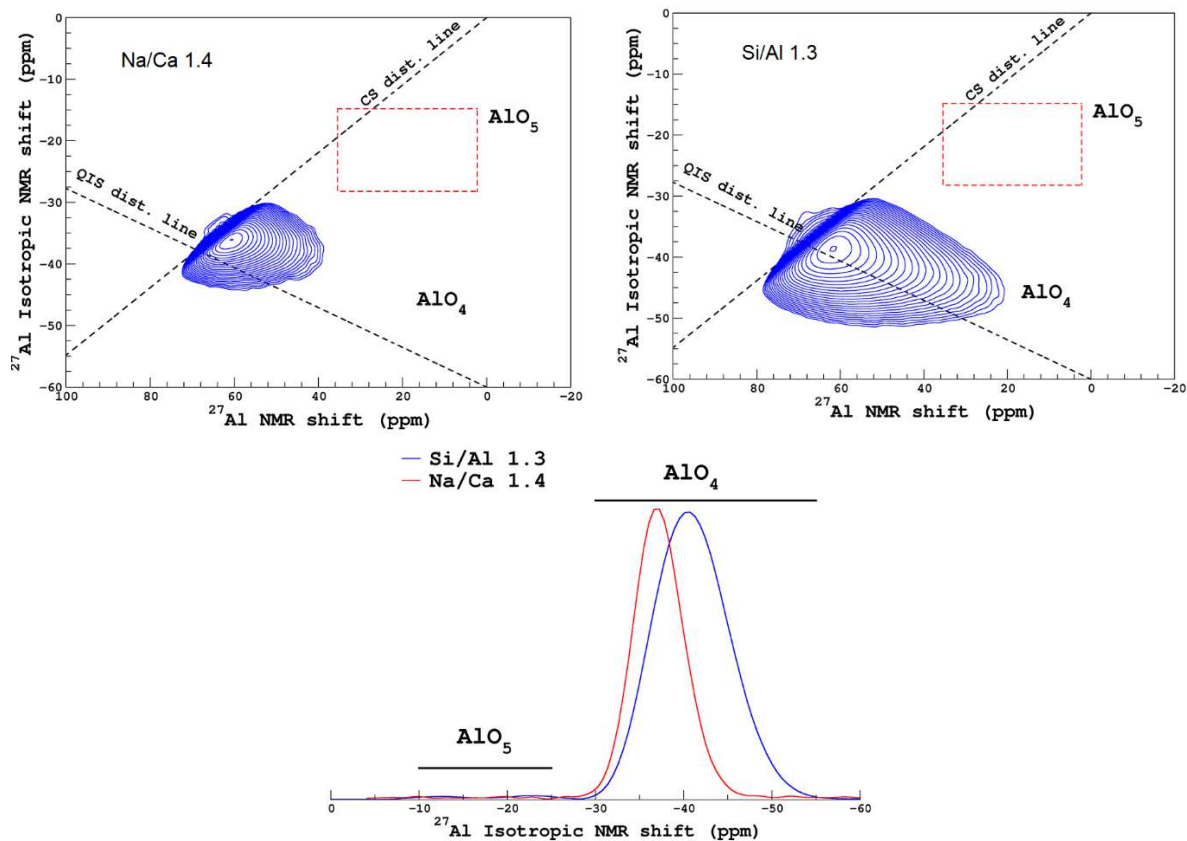 Na/Ca 1.4
CS dist. line
QIS dist. line
AlO5
AlO4
27Al Isotropic NMR shift (ppm)
0
-10
-20
-30
-40
-50
-60
100
80
60
40
20
0
-20
27Al NMR shift (ppm)
Si/Al 1.3
CS dist. line
QIS dist. line
AlO5
AlO4
27Al Isotropic NMR shift (ppm)
0
-10
-20
-30
-40
-50
-60
100
80
60
40
20
0
-20
27Al NMR shift (ppm)
Si/Al 1.3
Na/Ca 1.4
AlO4
AlO5
0
-10
-20
-30
-40
-50
-60
27Al Isotropic NMR shift (ppm)